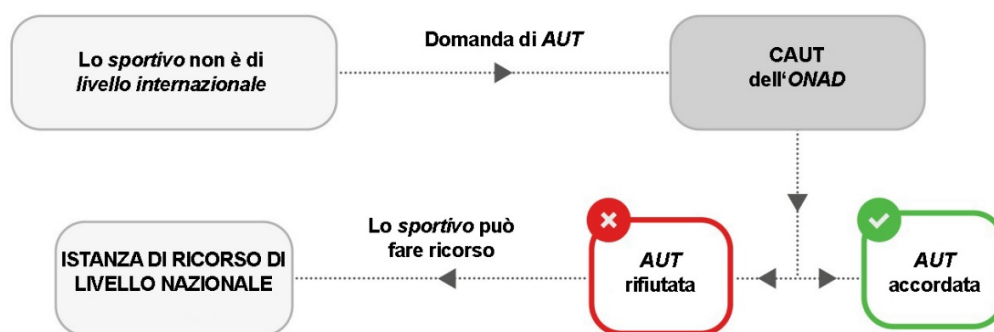 Lo sportivo non è di
livello internazionale
Domanda di AUT
CAUT
dell‘ONAD
ISTANZA DI RICORSO DI
LIVELLO NAZIONALE
Lo sportivo può
fare ricorso
AUT
rifiutata
AUT
accordata